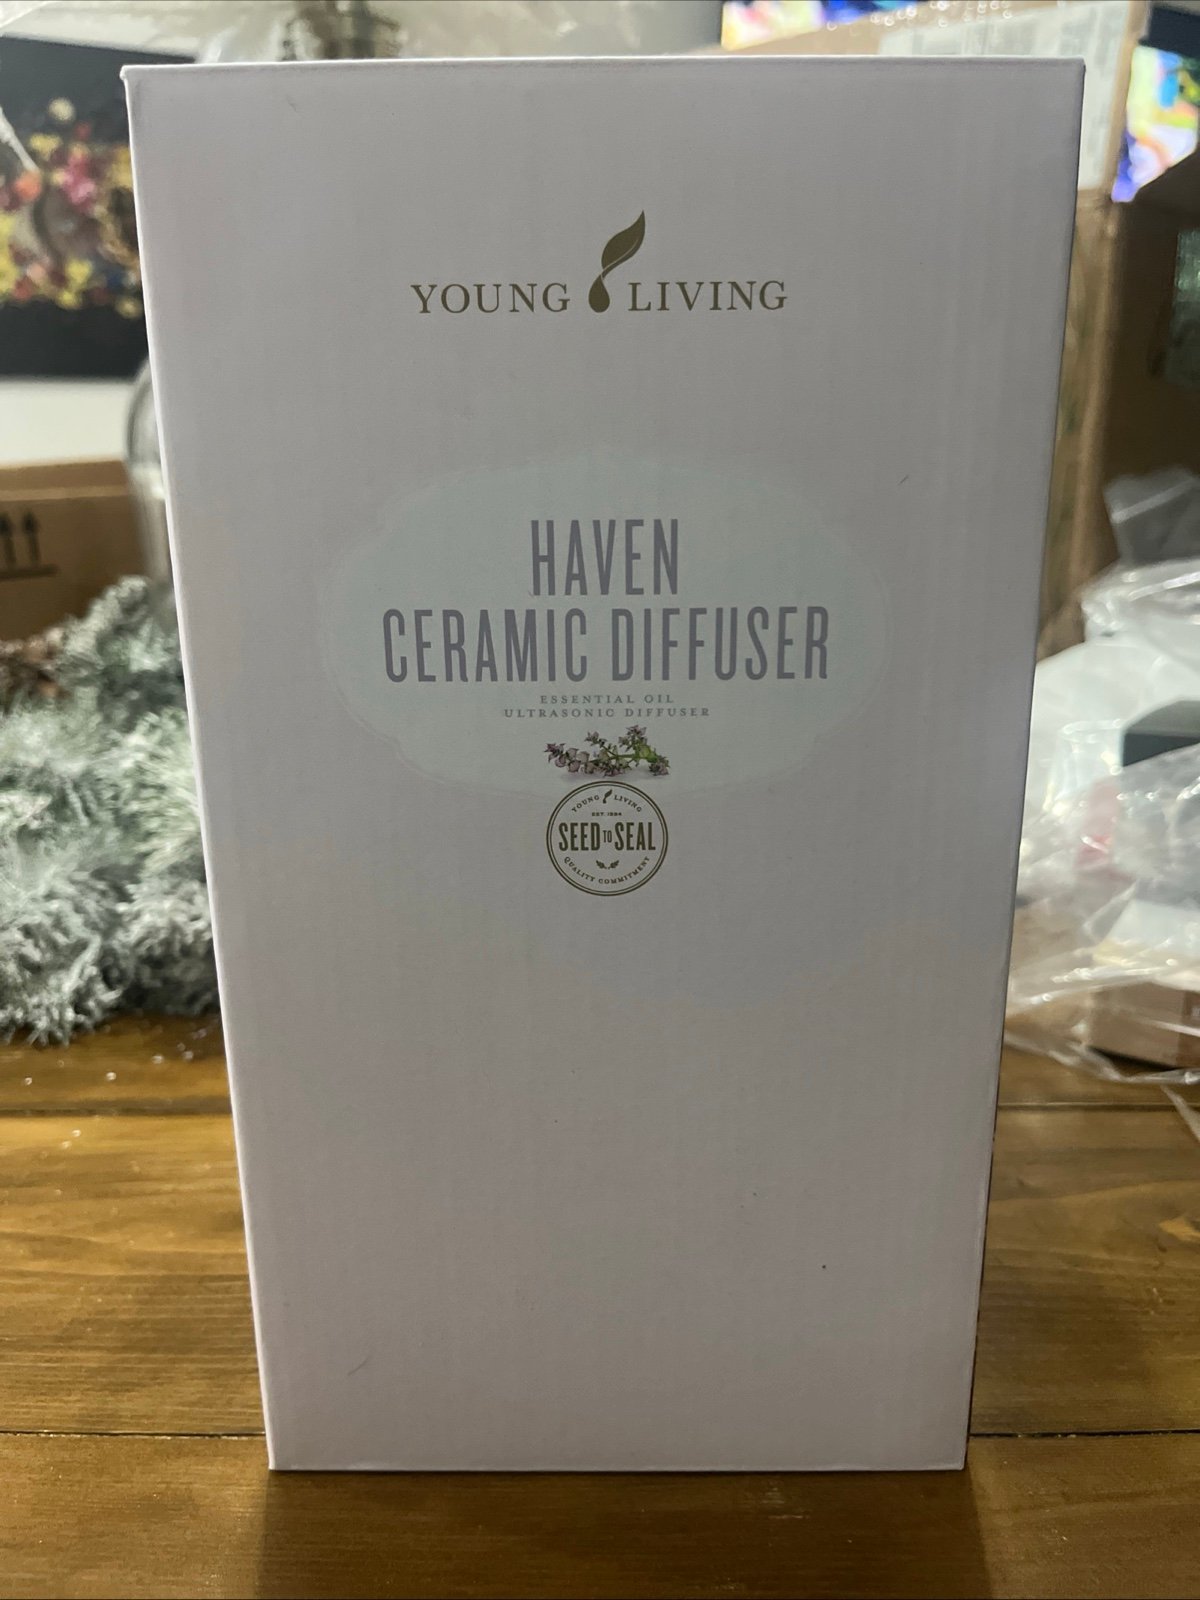 YOUNG LIVING
HAVEN
CERAMIC DIFFUSER
ESSENTIAL OIL
ULTRASONIC DIFFUSER
YOUNG LIVING
EST. 1994
SEED TO SEAL
QUALITY COMMITMENT